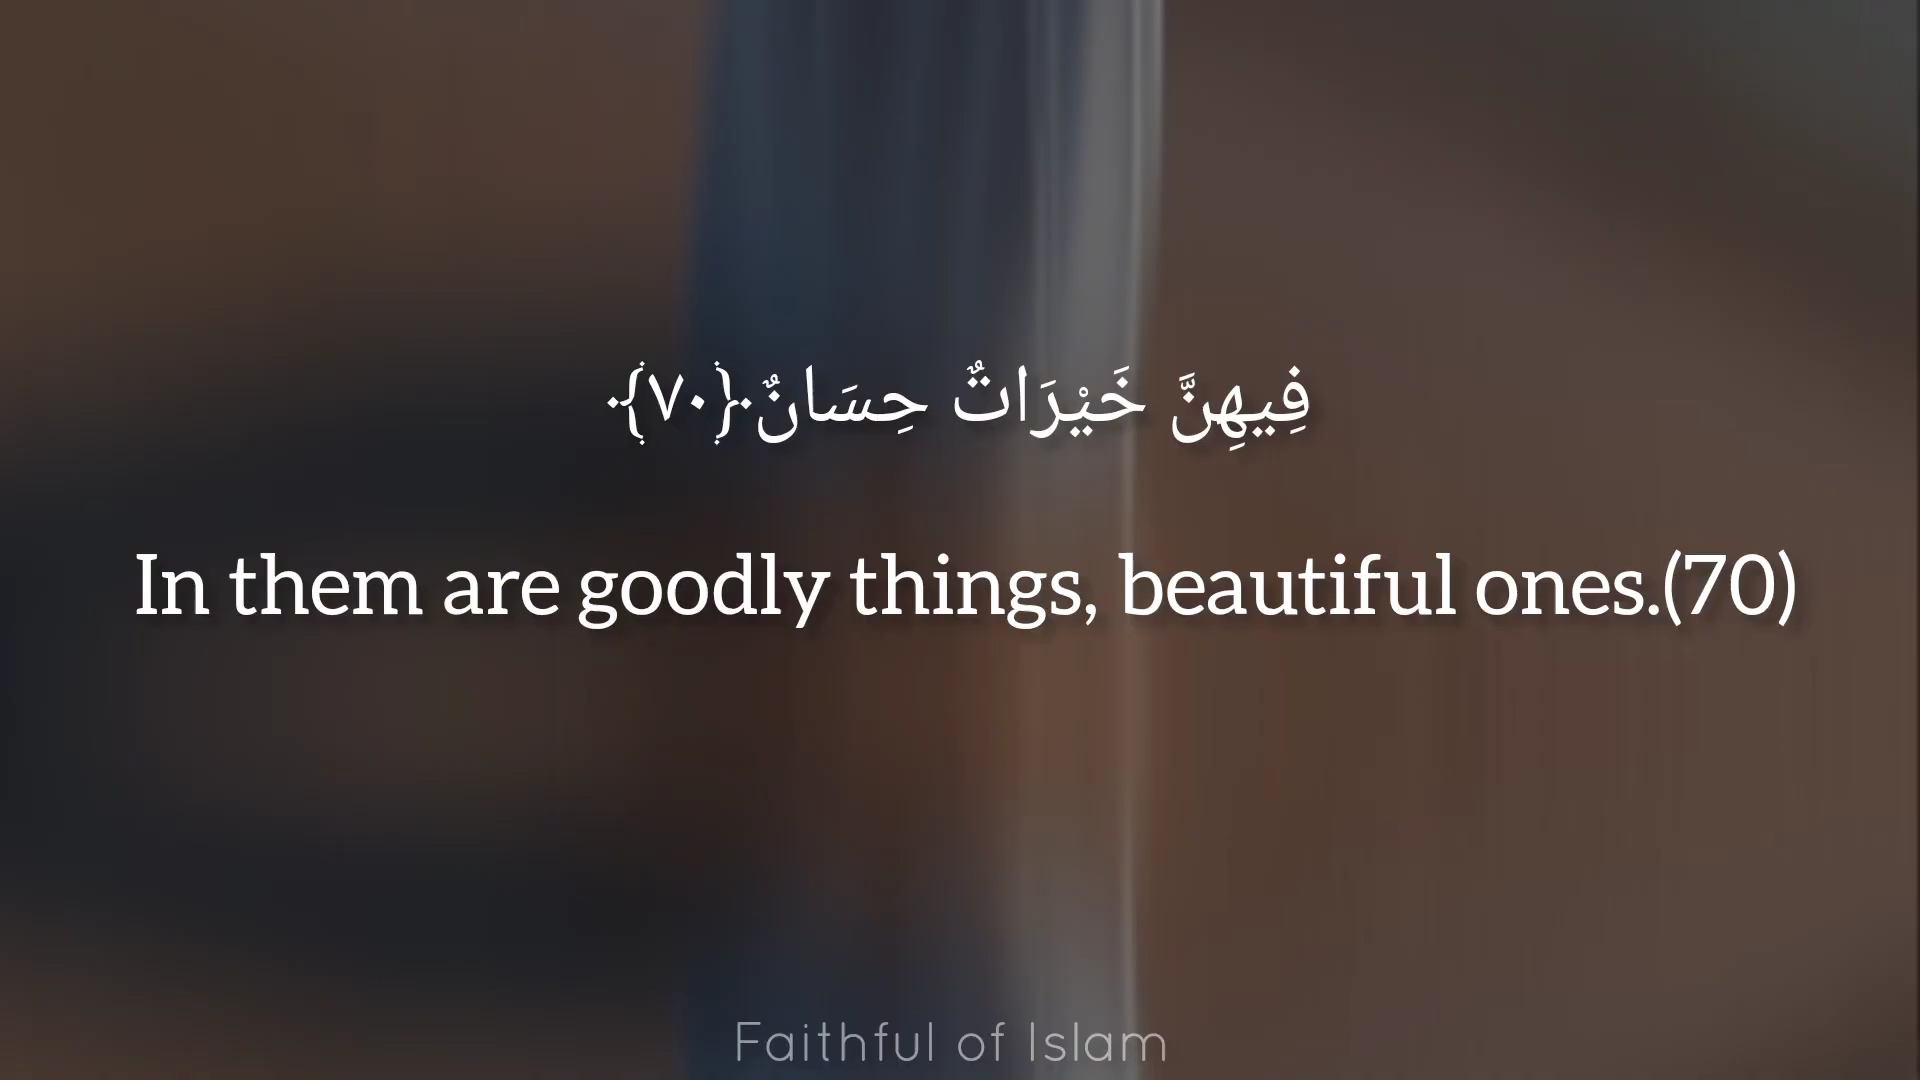 فِيهِنَّ خَيْرَاتٌ حِسَانٌ﴿٧٠﴾
In them are goodly things, beautiful ones.(70)
Faithful of Islam